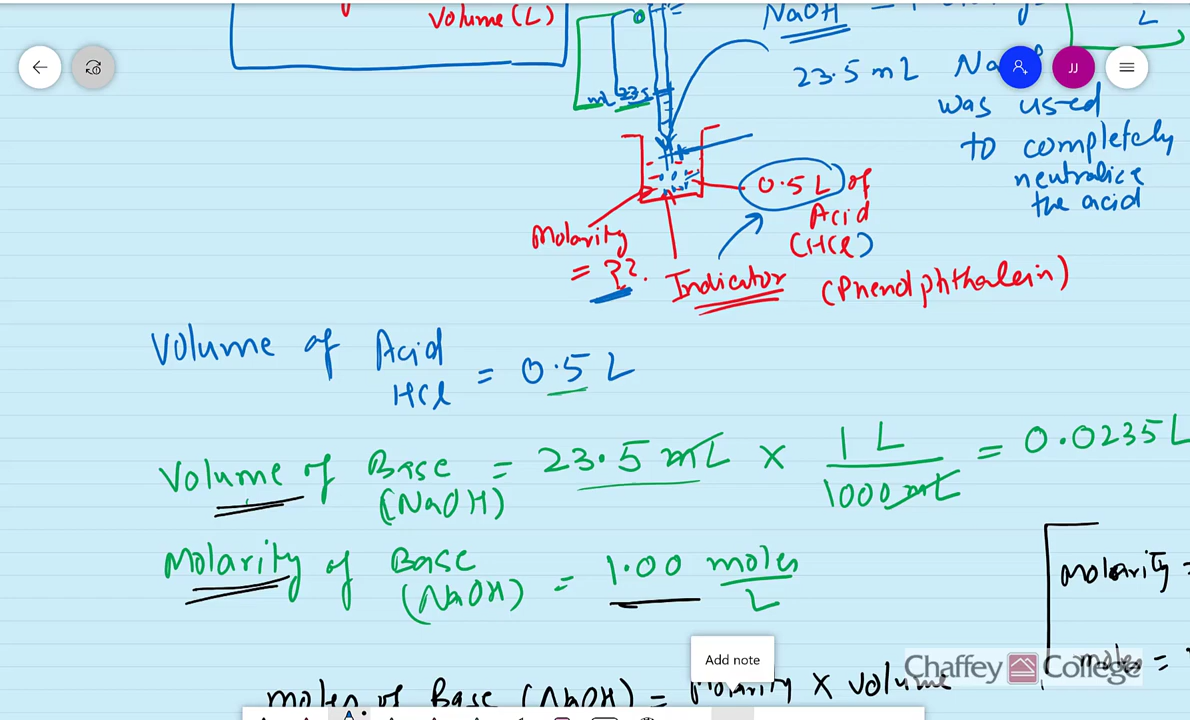 Volume (L)
NaOH
L
23.5 mL
was used
to completely
neutralise
the acid
mL 23.5
JJ
0.5 L of
Acid
(HCl)
Molarity
= ??.
Indicator (Phenolphthalein)
Volume of Acid
HCl = 0.5 L
Volume of Base = 23.5 mL × 1 L / 1000 mL = 0.0235 L
(NaOH)
Molarity of Base = 1.00 moles / L
(NaOH)
Molarity =
moles =
Add note
Chaffey College
moles of Base (NaOH) = Molarity × volume